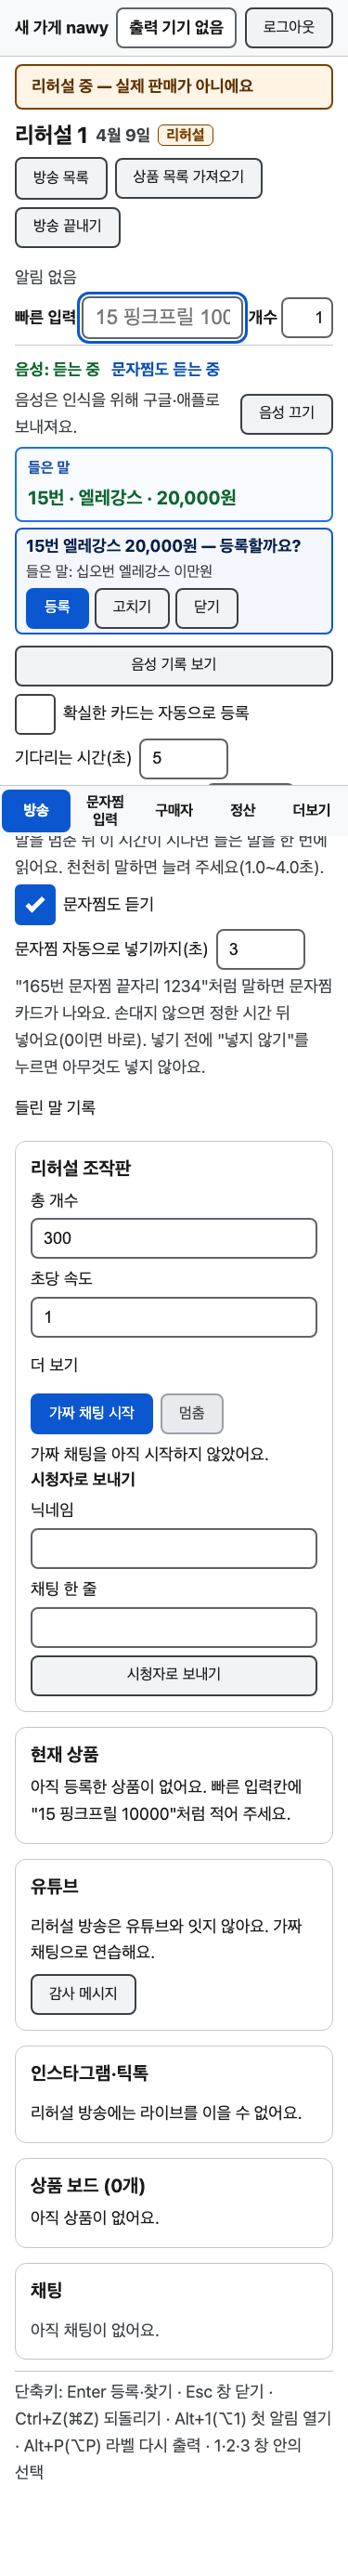 새 가게 nawy 출력 기기 없음 로그아웃
리허설 중 — 실제 판매가 아니에요
리허설 1 4월 9일 리허설
방송 목록 상품 목록 가져오기
방송 끝내기
알림 없음
빠른 입력 15 핑크프릴 100 개수 1
음성: 듣는 중 문자찜도 듣는 중
음성은 인식을 위해 구글·애플로
보내져요. 음성 끄기
들은 말
15번 · 엘레강스 · 20,000원
15번 엘레강스 20,000원 — 등록할까요?
들은 말: 십오번 엘레강스 이만원
등록 고치기 닫기
음성 기록 보기
확실한 카드는 자동으로 등록
기다리는 시간(초) 5
방송 문자찜 입력 구매자 정산 더보기
말을 멈춘 뒤 이 시간이 지나면 들은 말을 한 번에
읽어요. 천천히 말하면 늘려 주세요(1.0~4.0초).
문자찜도 듣기
문자찜 자동으로 넣기까지(초) 3
"165번 문자찜 끝자리 1234"처럼 말하면 문자찜
카드가 나와요. 손대지 않으면 정한 시간 뒤
넣어요(0이면 바로). 넣기 전에 "넣지 않기"를
누르면 아무것도 넣지 않아요.
들린 말 기록
리허설 조작판
총 개수
300
초당 속도
1
더 보기
가짜 채팅 시작 멈춤
가짜 채팅을 아직 시작하지 않았어요.
시청자로 보내기
닉네임
채팅 한 줄
시청자로 보내기
현재 상품
아직 등록한 상품이 없어요. 빠른 입력칸에
"15 핑크프릴 10000"처럼 적어 주세요.
유튜브
리허설 방송은 유튜브와 잇지 않아요. 가짜
채팅으로 연습해요.
감사 메시지
인스타그램·틱톡
리허설 방송에는 라이브를 이을 수 없어요.
상품 보드 (0개)
아직 상품이 없어요.
채팅
아직 채팅이 없어요.
단축키: Enter 등록·찾기 · Esc 창 닫기 ·
Ctrl+Z(⌘Z) 되돌리기 · Alt+1(⌥1) 첫 알림 열기
· Alt+P(⌥P) 라벨 다시 출력 · 1·2·3 창 안의
선택